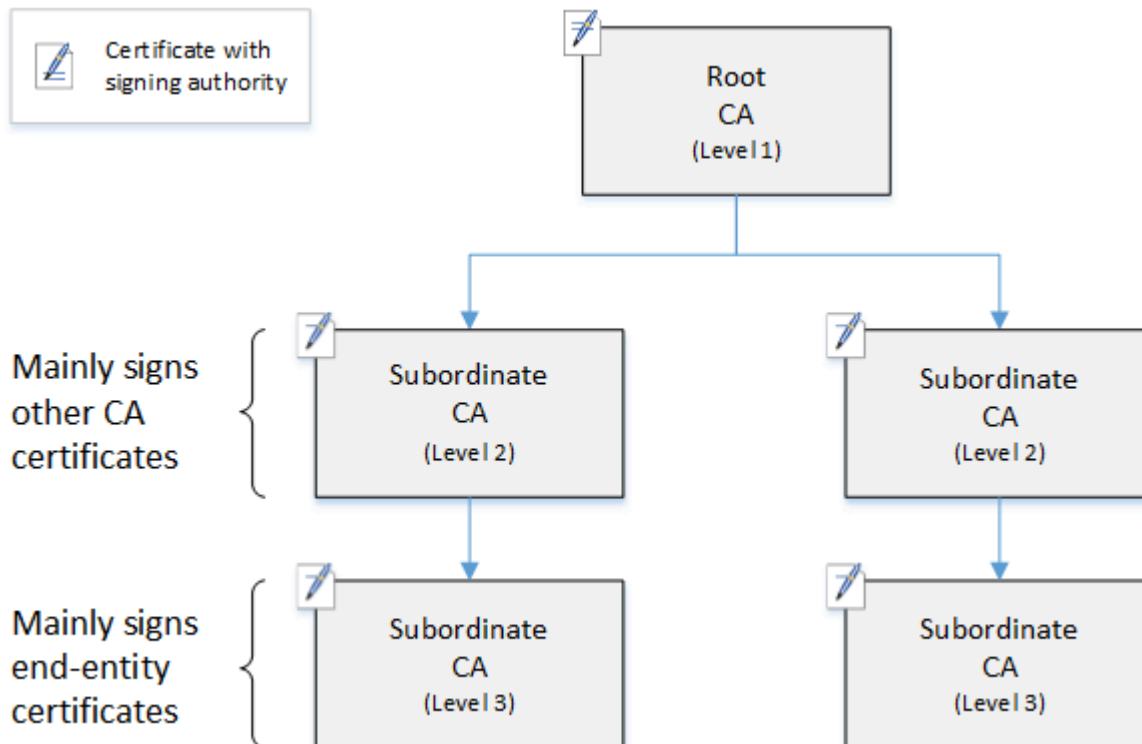 Certificate with
signing authority
Root
CA
(Level 1)
Mainly signs
other CA
certificates
Subordinate
CA
(Level 2)
Subordinate
CA
(Level 2)
Mainly signs
end-entity
certificates
Subordinate
CA
(Level 3)
Subordinate
CA
(Level 3)